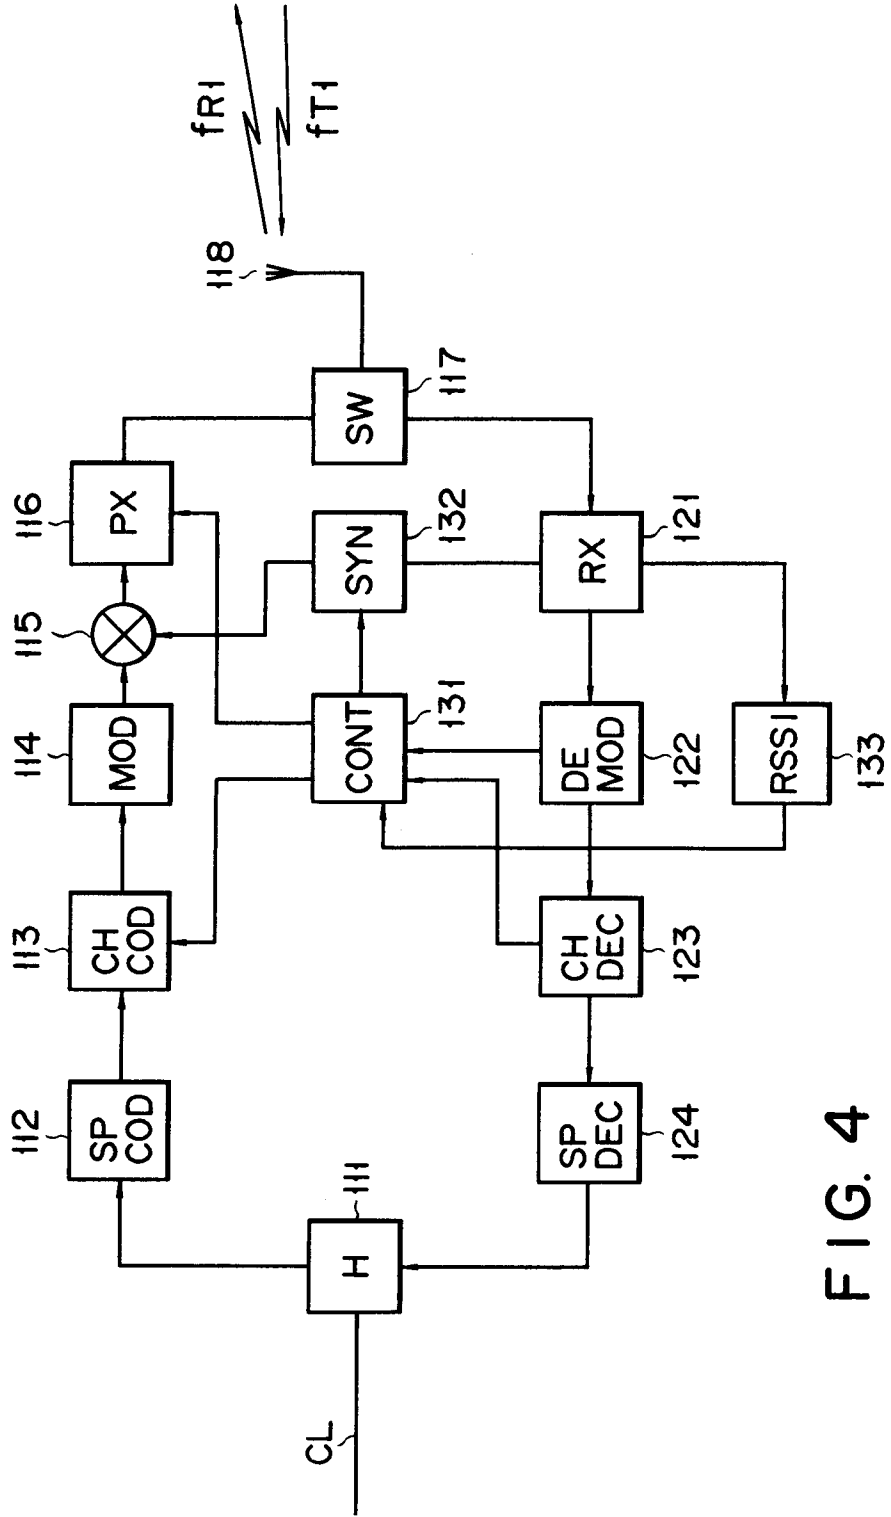 112
SP
COD
113
CH
COD
114
MOD
115
116
PX
fR1
118
fT1
CL
111
H
CONT
131
SYN
132
SW
117
124
SP
DEC
123
CH
DEC
122
DE
MOD
121
RX
RSSI
133
FIG. 4